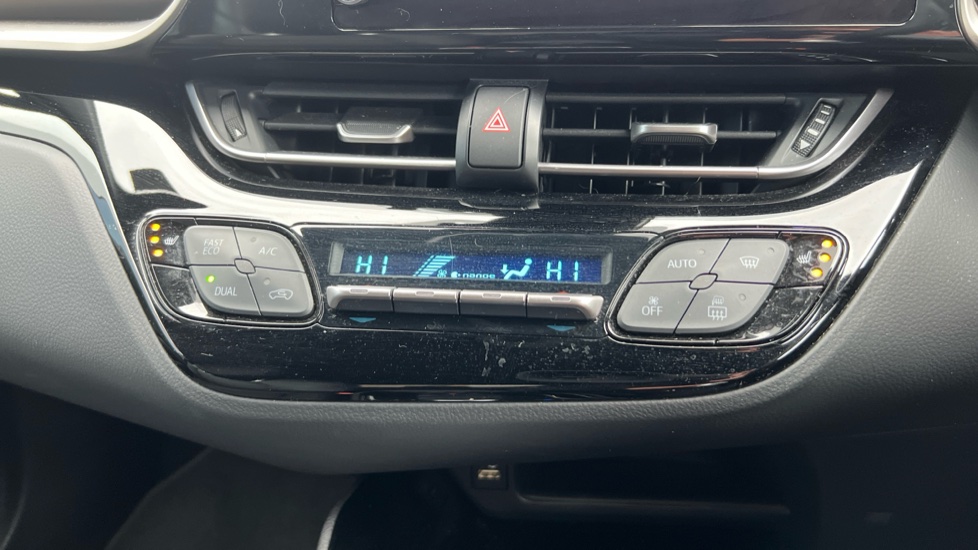 FAST
ECO
A/C
DUAL
HI
nanoe
HI
AUTO
OFF